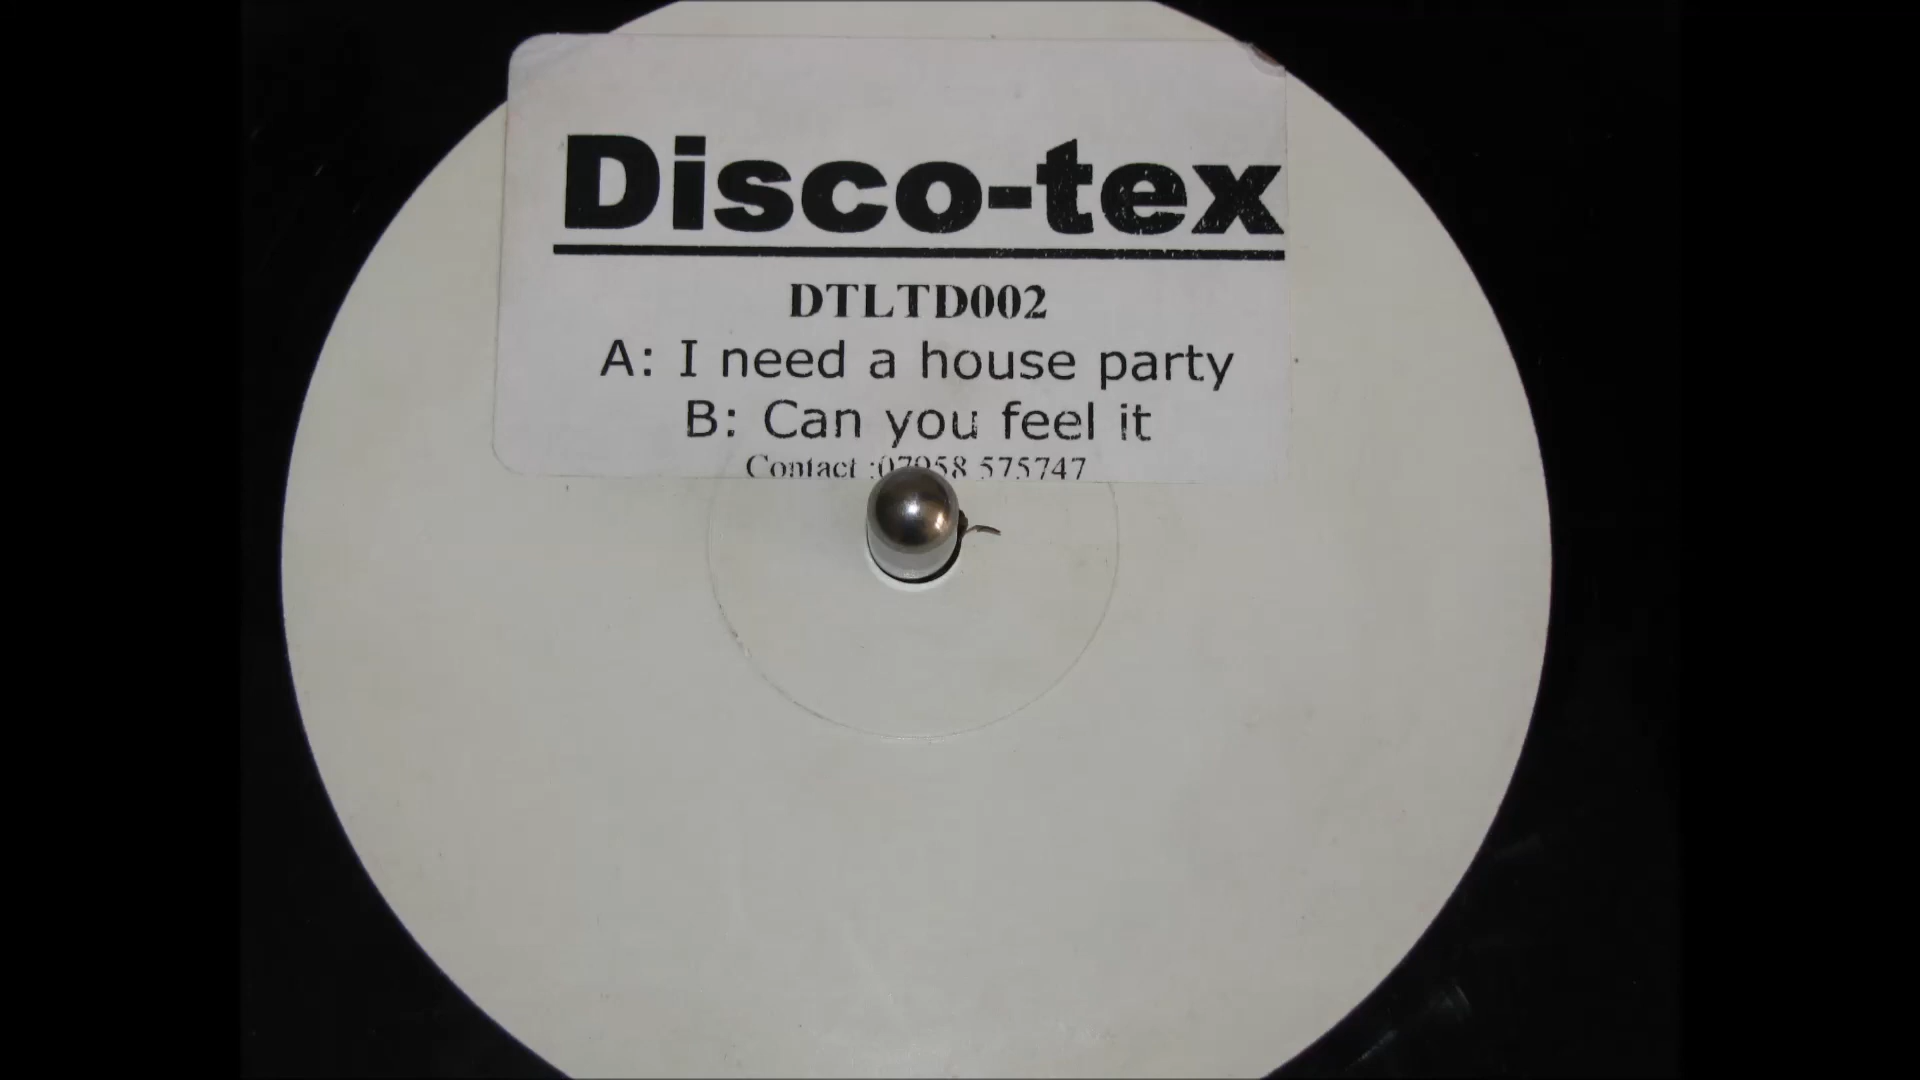 Disco-tex
DTLTD002
A: I need a house party
B: Can you feel it
Contact :07958 575747